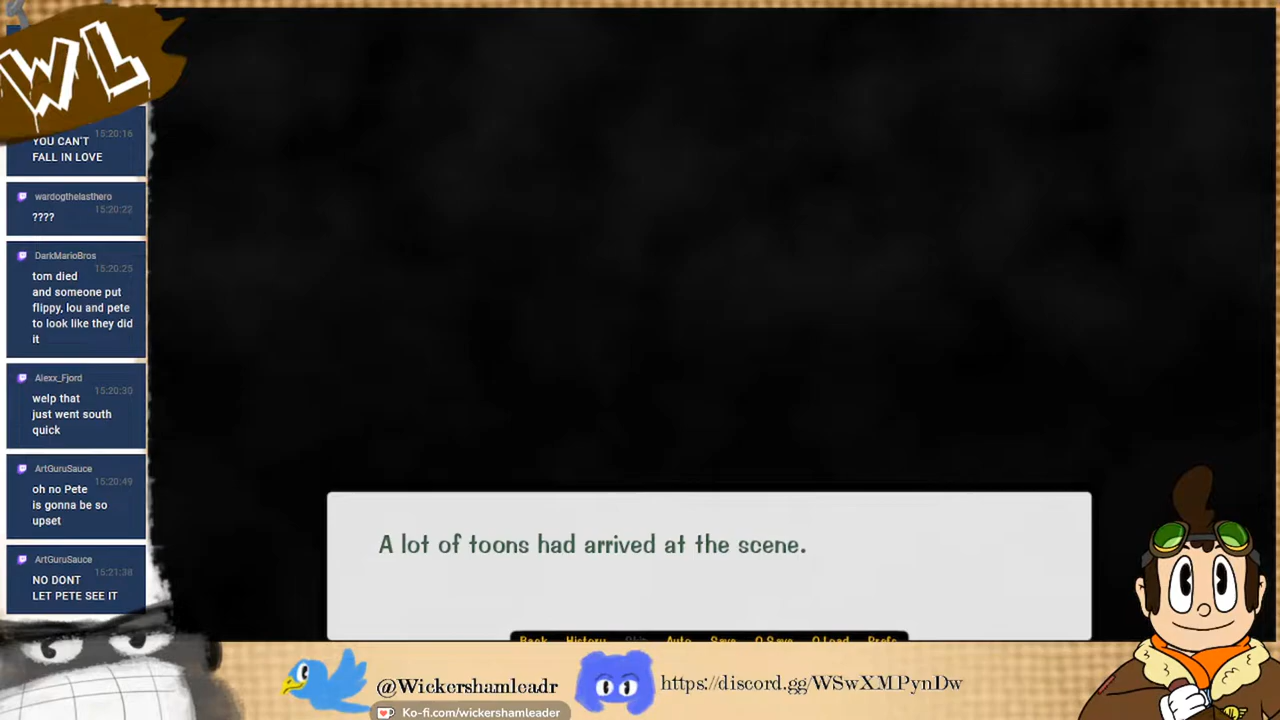 WL
15:20:16
YOU CAN'T
FALL IN LOVE
wardogthelasthero
15:20:22
????
DarkMarioBros
15:20:25
tom died
and someone put
flippy, lou and pete
to look like they did
it
Alexx_Fjord
15:20:30
welp that
just went south
quick
ArtGuruSauce
15:20:49
oh no Pete
is gonna be so
upset
ArtGuruSauce
15:21:38
NO DONT
LET PETE SEE IT
A lot of toons had arrived at the scene.
Back History Skip Auto Save Q.Save Q.Load Prefs
@Wickershamleadr
Ko-fi.com/wickershamleader
https://discord.gg/WSwXMPynDw